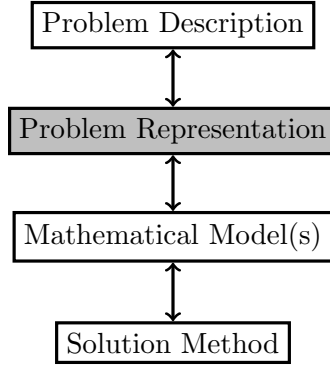 Problem Description
Problem Representation
Mathematical Model(s)
Solution Method